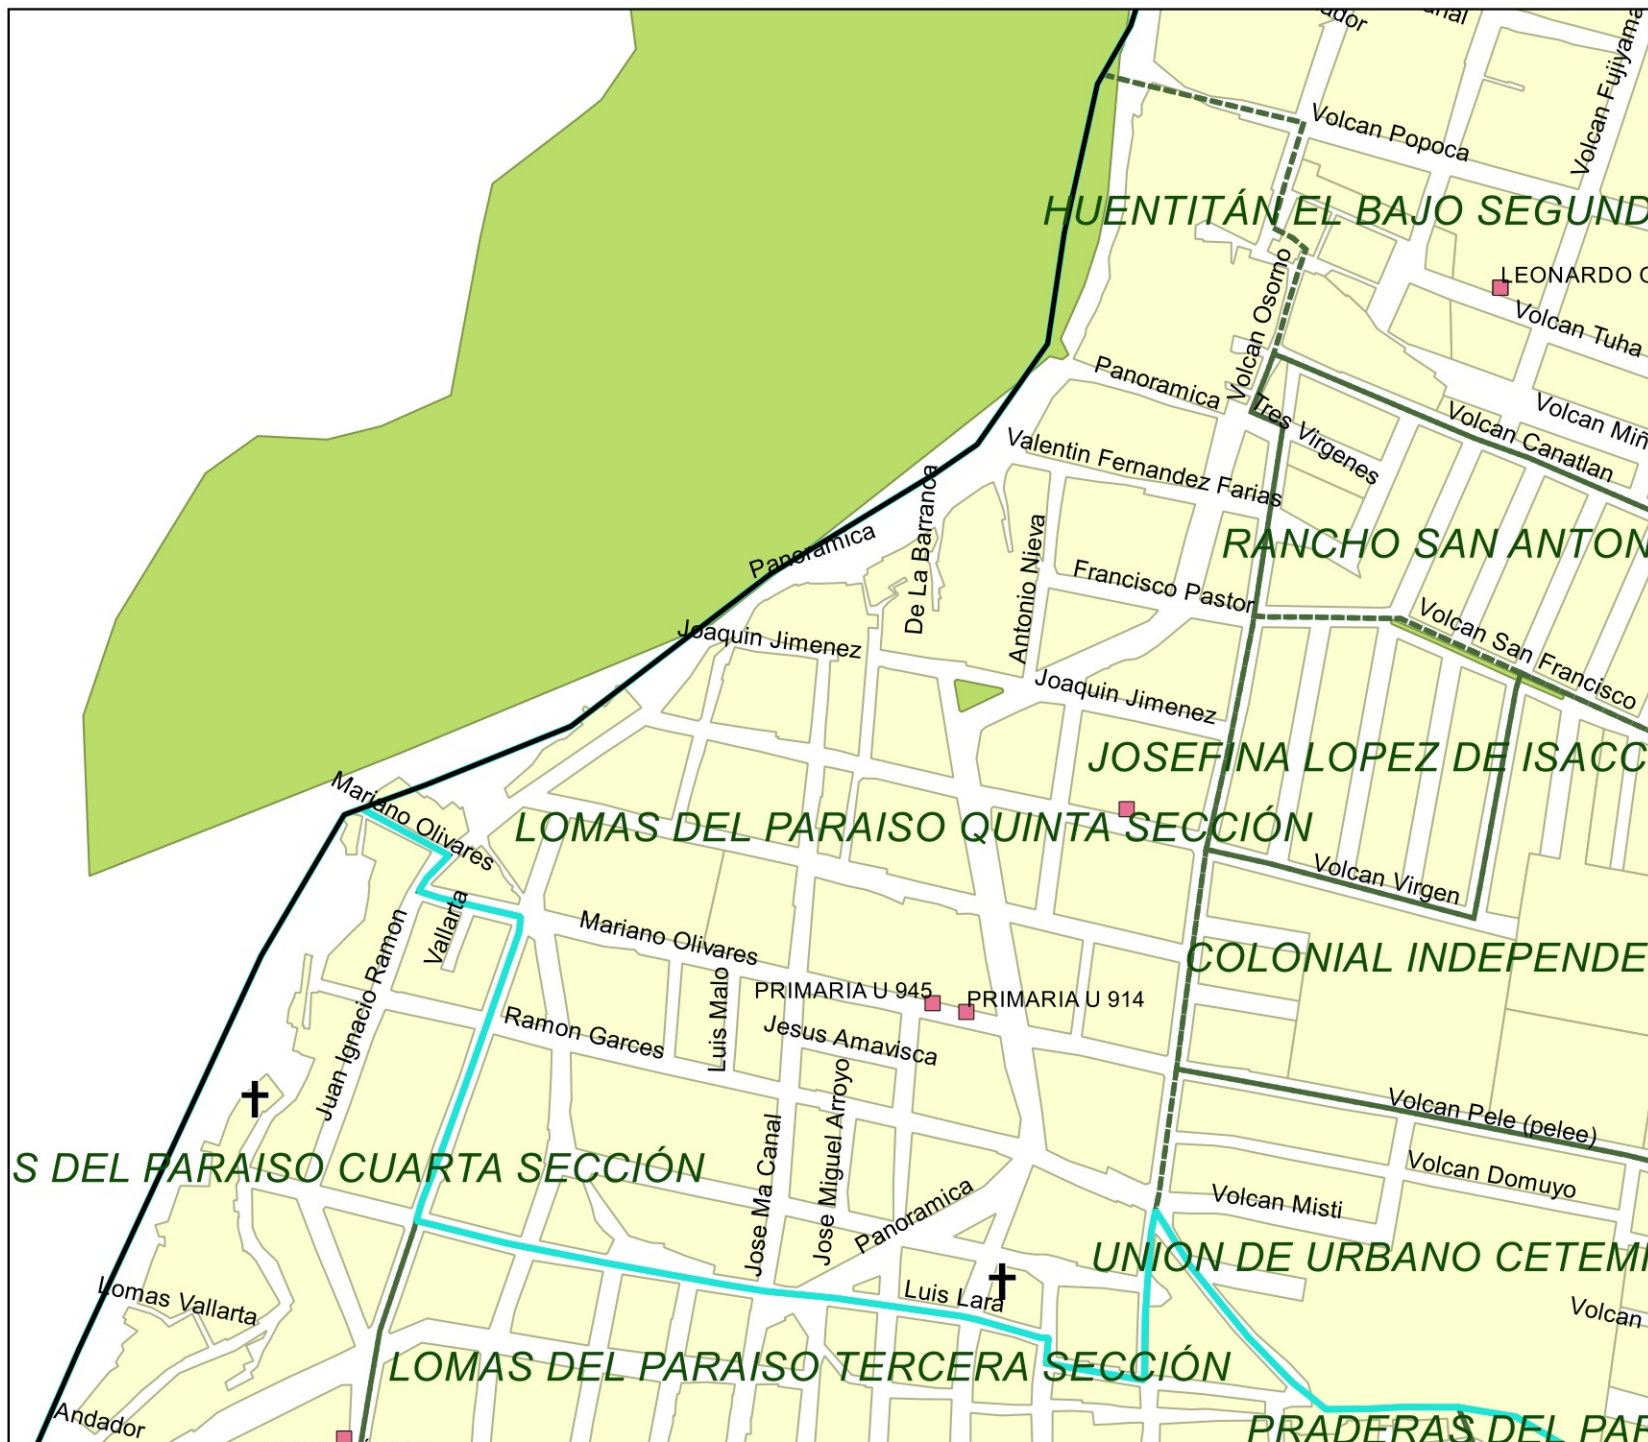 Volcan Fujiyama
Volcan Popoca
HUENTITÁN EL BAJO SEGUND
LEONARDO
Volcan Osorno
Volcan Tuha
Panoramica
Tres Virgenes
Volcan Canatlan
Volcan Miñ
Valentin Fernandez Farias
De La Barranca
Panoramica
Antonio Nieva
RANCHO SAN ANTON
Francisco Pastor
Volcan San Francisco
Joaquin Jimenez
Joaquin Jimenez
JOSEFINA LOPEZ DE ISACC
Mariano Olivares
LOMAS DEL PARAISO QUINTA SECCIÓN
Volcan Virgen
Vallarta
Mariano Olivares
COLONIAL INDEPENDE
Juan Ignacio Ramon
Luis Malo
PRIMARIA U 945
PRIMARIA U 914
Ramon Garces
Jesus Amavisca
Jose Miguel Arroyo
Volcan Pele (pelee)
Jose Ma Canal
S DEL PARAISO CUARTA SECCIÓN
Volcan Domuyo
Panoramica
Volcan Misti
UNION DE URBANO CETEM
Lomas Vallarta
Luis Lara
Volcan
LOMAS DEL PARAISO TERCERA SECCIÓN
Andador
PRADERAS DEL PAR